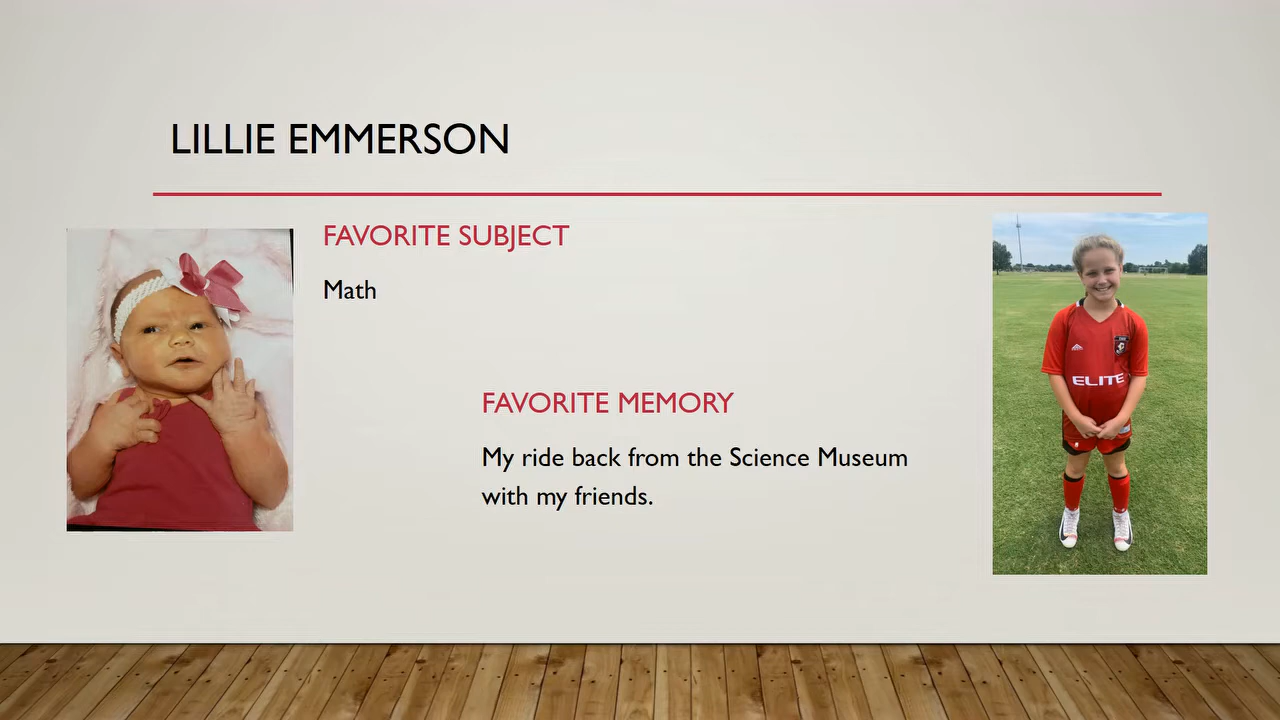 LILLIE EMMERSON
FAVORITE SUBJECT
Math
FAVORITE MEMORY
My ride back from the Science Museum
with my friends.
ELITE